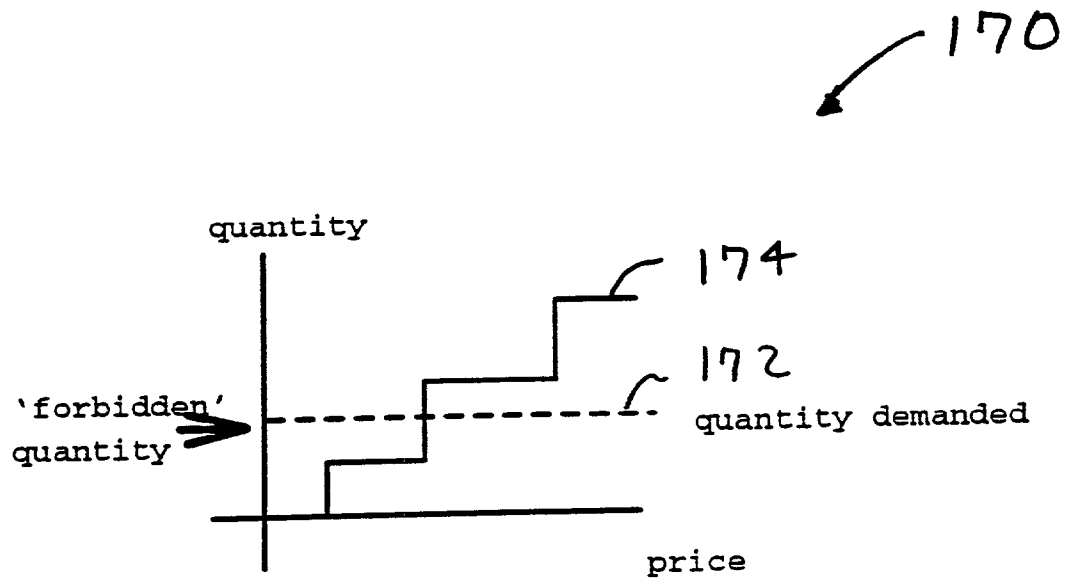 170
quantity
174
172
‘forbidden’
quantity
quantity demanded
price